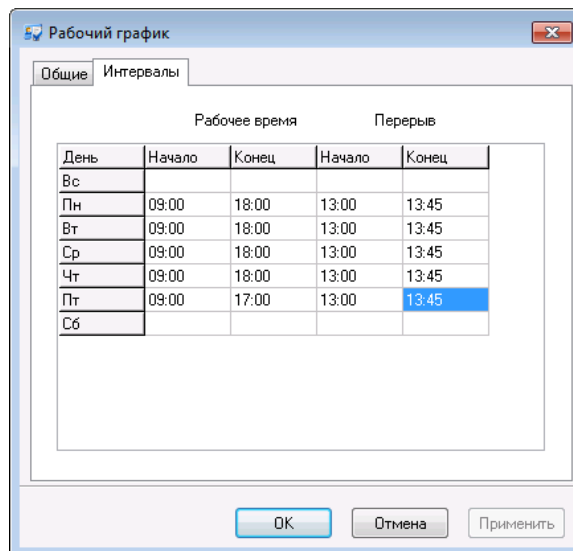 Рабочий график
Общие Интервалы
Рабочее время Перерыв
День Начало Конец Начало Конец
Вс
Пн 09:00 18:00 13:00 13:45
Вт 09:00 18:00 13:00 13:45
Ср 09:00 18:00 13:00 13:45
Чт 09:00 18:00 13:00 13:45
Пт 09:00 17:00 13:00 13:45
Сб
OK Отмена Применить